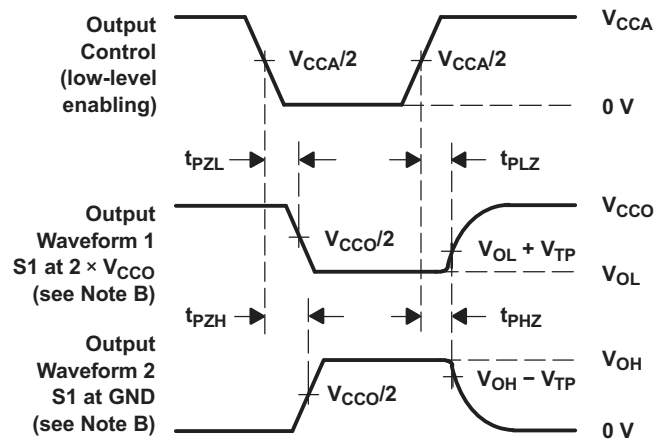 Output
Control
(low-level
enabling)
V_CCA/2
V_CCA/2
V_CCA
0 V
t_PZL
t_PLZ
Output
Waveform 1
S1 at 2 × V_CCO
(see Note B)
V_CCO/2
V_CCO
V_OL + V_TP
V_OL
t_PZH
t_PHZ
Output
Waveform 2
S1 at GND
(see Note B)
V_CCO/2
V_OH
V_OH − V_TP
0 V